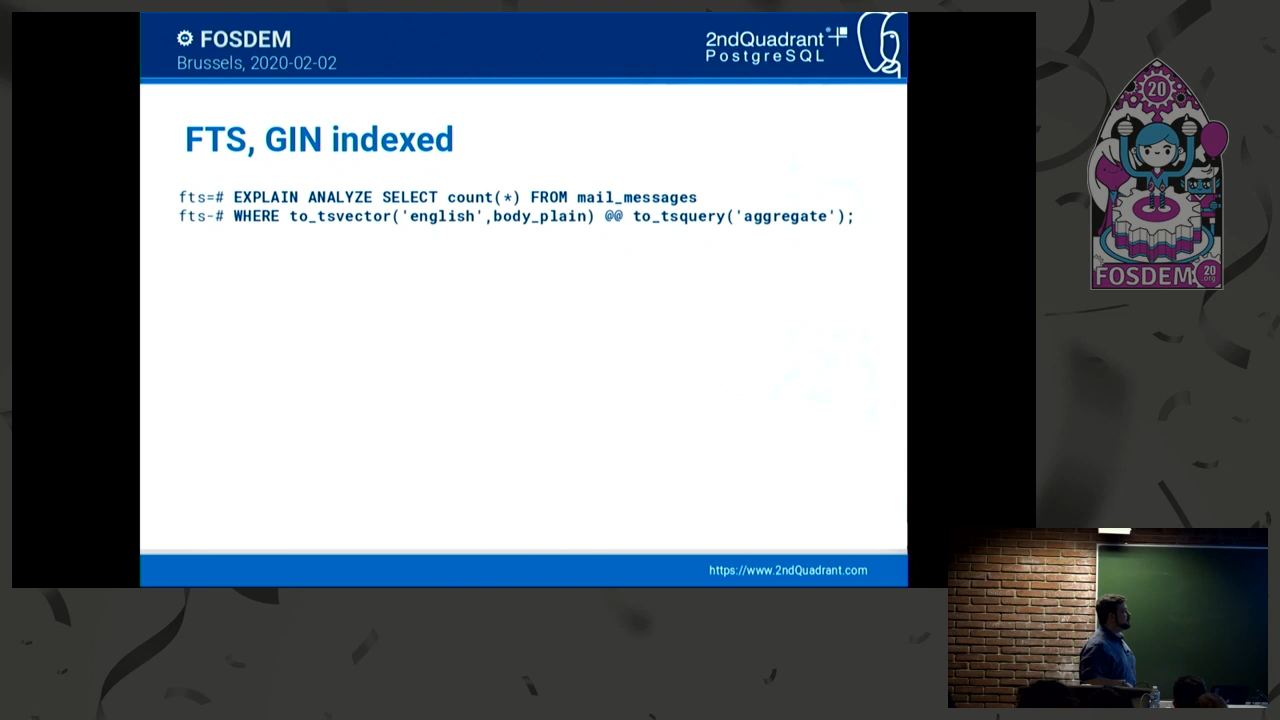 FOSDEM
Brussels, 2020-02-02
2ndQuadrant
PostgreSQL
FTS, GIN indexed
fts=# EXPLAIN ANALYZE SELECT count(*) FROM mail_messages
fts-# WHERE to_tsvector('english',body_plain) @@ to_tsquery('aggregate');
https://www.2ndQuadrant.com
20
FOSDEM
20
.org